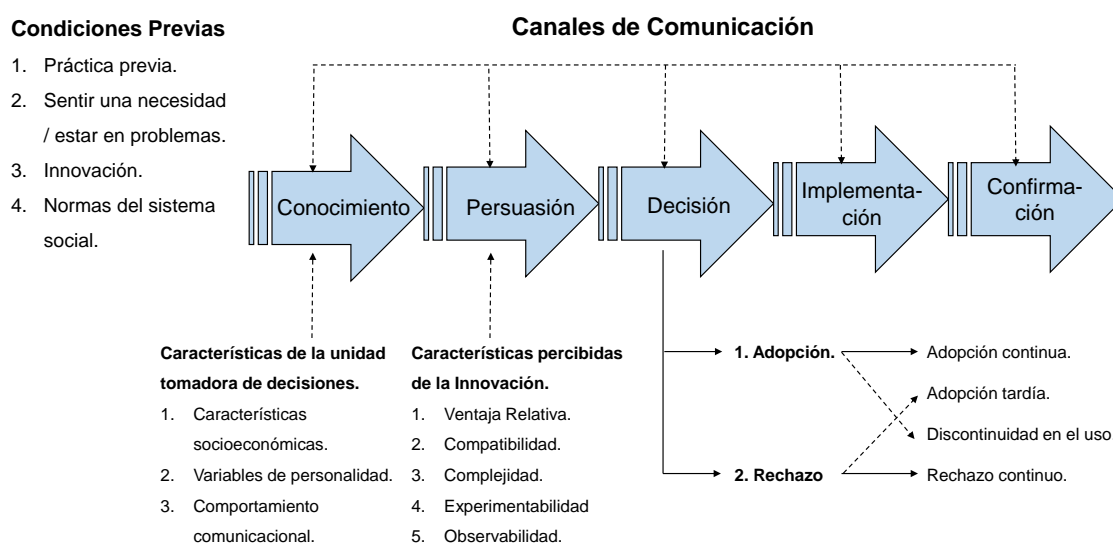 Condiciones Previas
1. Práctica previa.
2. Sentir una necesidad
/ estar en problemas.
3. Innovación.
4. Normas del sistema
social.
Canales de Comunicación
Conocimiento
Persuasión
Decisión
Implementa-
ción
Confirma-
ción
Características de la unidad
tomadora de decisiones.
1. Características
socioeconómicas.
2. Variables de personalidad.
3. Comportamiento
comunicacional.
Características percibidas
de la Innovación.
1. Ventaja Relativa.
2. Compatibilidad.
3. Complejidad.
4. Experimentabilidad
5. Observabilidad.
1. Adopción.
2. Rechazo
Adopción continua.
Adopción tardía.
Discontinuidad en el uso.
Rechazo continuo.